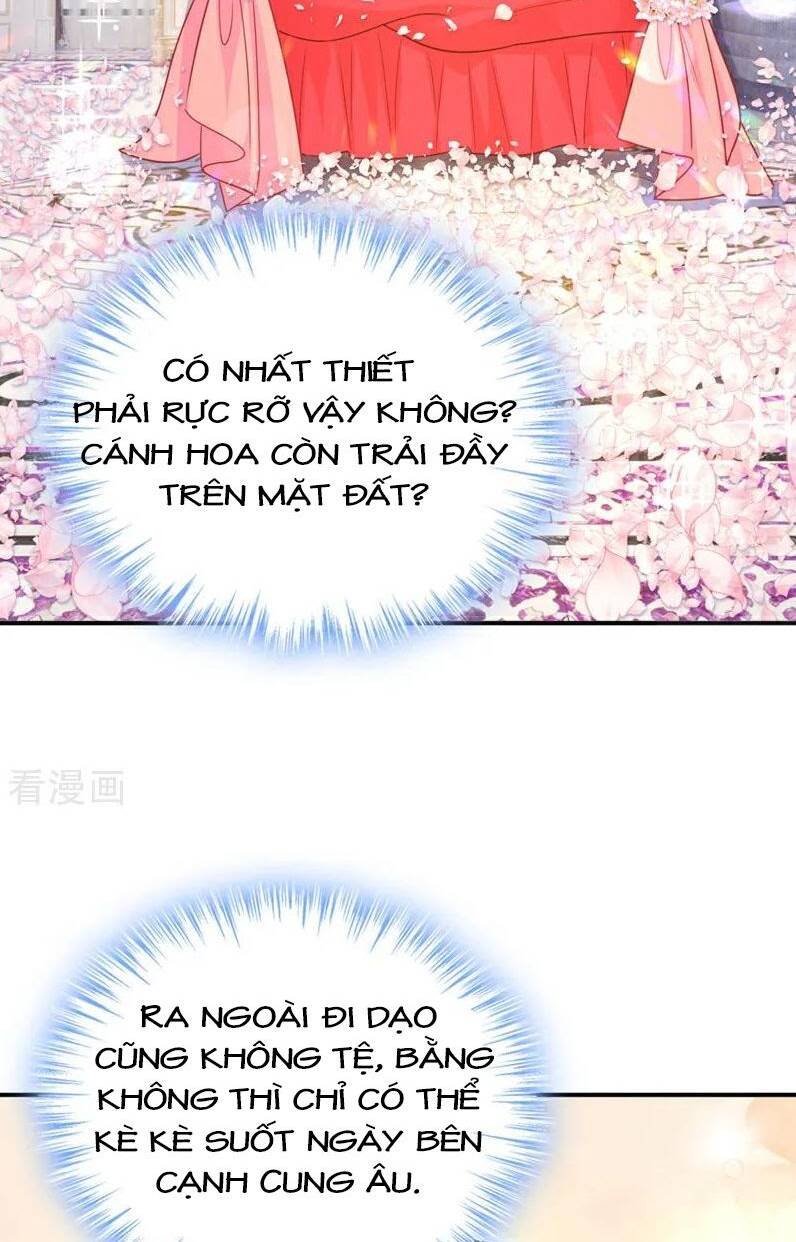 CÓ NHẤT THIẾT
PHẢI RỰC RỠ VẬY KHÔNG?
CÁNH HOA CÒN TRẢI ĐẦY
TRÊN MẶT ĐẤT?
看漫画
RA NGOÀI ĐI DẠO
CŨNG KHÔNG TỆ, BẰNG
KHÔNG THÌ CHỈ CÓ THỂ
KÈ KÈ SUỐT NGÀY BÊN
CẠNH CUNG ÂU.